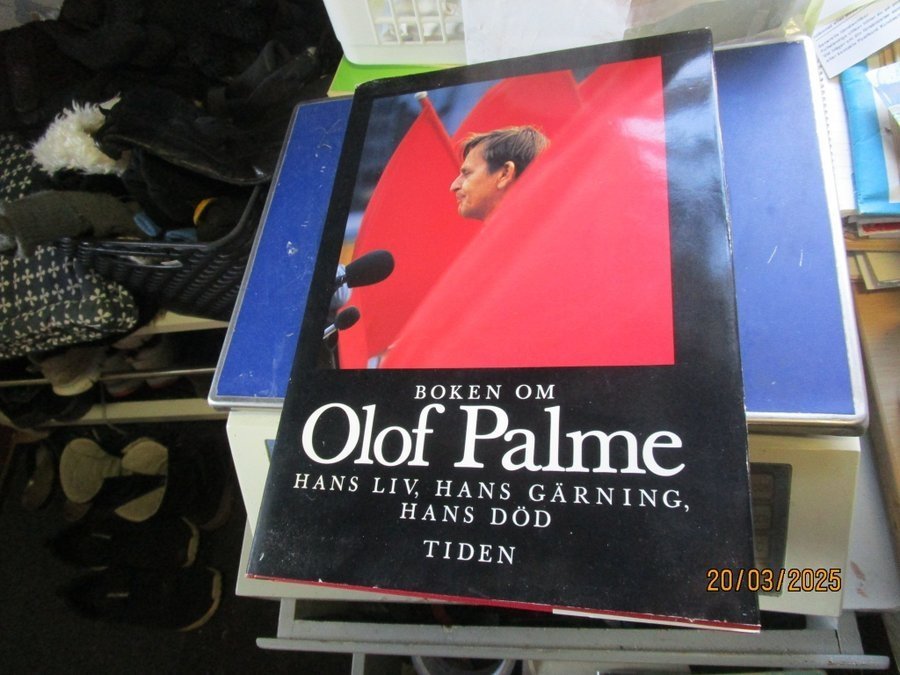 BOKEN OM
Olof Palme
HANS LIV, HANS GÄRNING,
HANS DÖD
TIDEN
20/03/2025